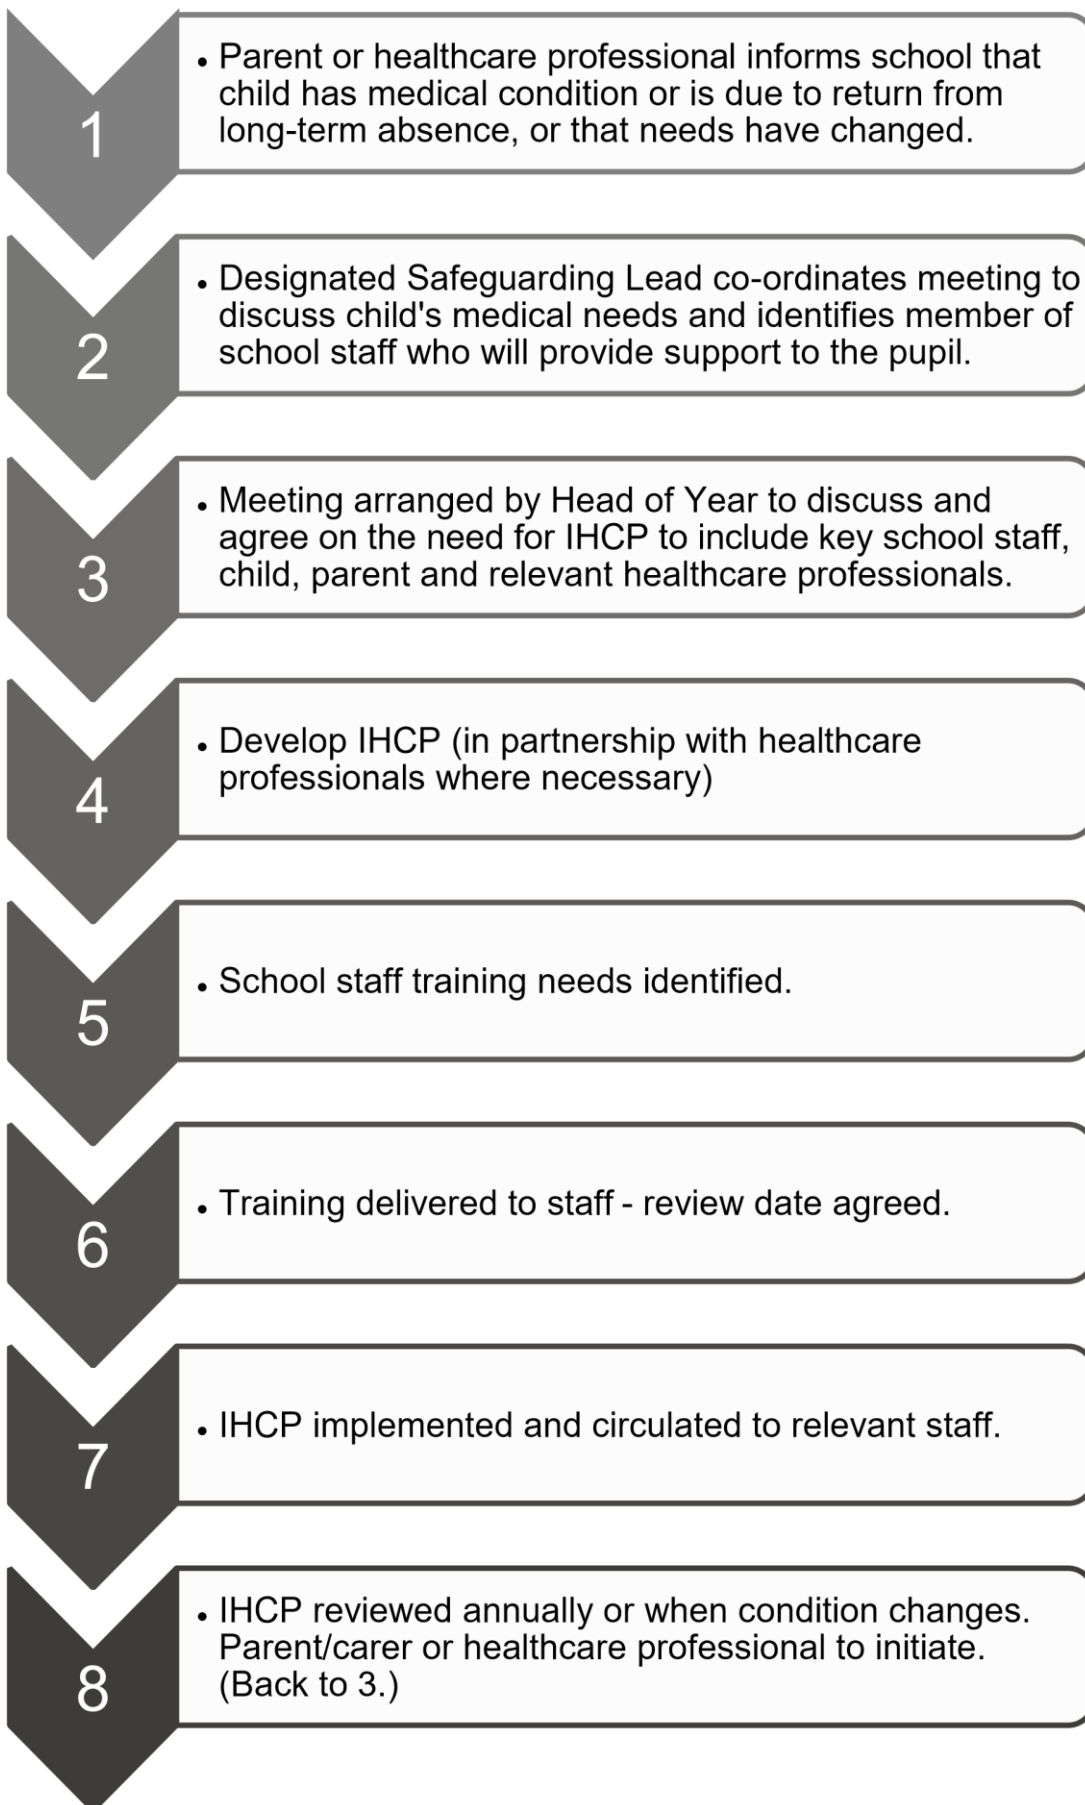 1
• Parent or healthcare professional informs school that
child has medical condition or is due to return from
long-term absence, or that needs have changed.
2
• Designated Safeguarding Lead co-ordinates meeting to
discuss child's medical needs and identifies member of
school staff who will provide support to the pupil.
3
• Meeting arranged by Head of Year to discuss and
agree on the need for IHCP to include key school staff,
child, parent and relevant healthcare professionals.
4
• Develop IHCP (in partnership with healthcare
professionals where necessary)
5
• School staff training needs identified.
6
• Training delivered to staff - review date agreed.
7
• IHCP implemented and circulated to relevant staff.
8
• IHCP reviewed annually or when condition changes.
Parent/carer or healthcare professional to initiate.
(Back to 3.)